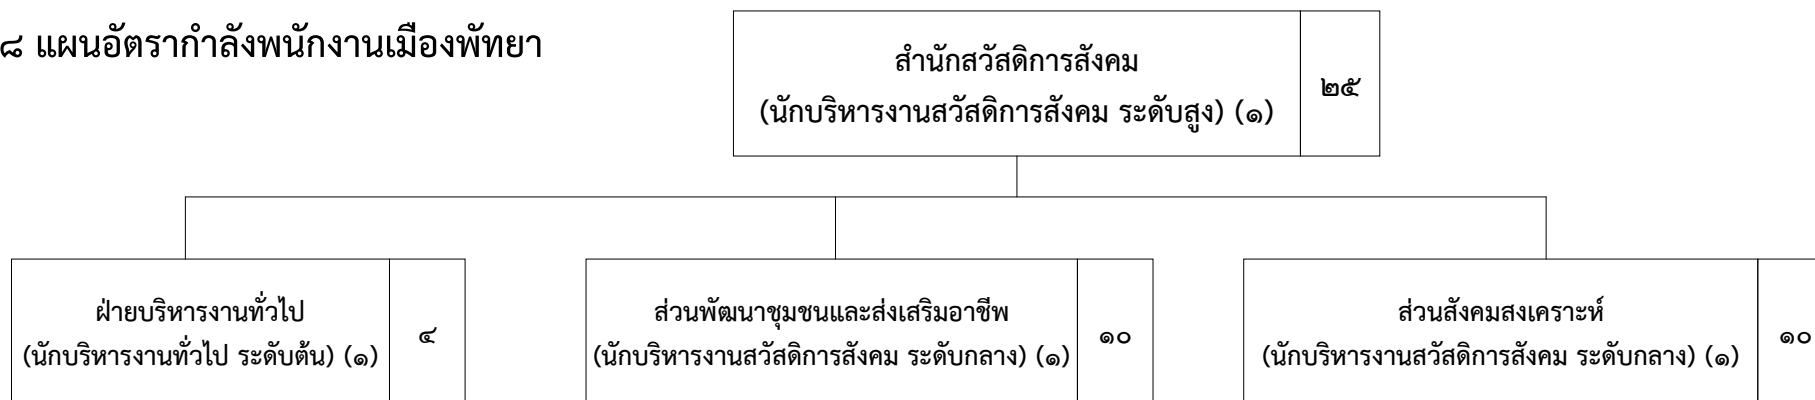 ๘ แผนอัตรากำลังพนักงานเมืองพัทยา
สำนักสวัสดิการสังคม
(นักบริหารงานสวัสดิการสังคม ระดับสูง) (๑)
๒๕
ฝ่ายบริหารงานทั่วไป
(นักบริหารงานทั่วไป ระดับต้น) (๑)
๔
ส่วนพัฒนาชุมชนและส่งเสริมอาชีพ
(นักบริหารงานสวัสดิการสังคม ระดับกลาง) (๑)
๑๐
ส่วนสังคมสงเคราะห์
(นักบริหารงานสวัสดิการสังคม ระดับกลาง) (๑)
๑๐